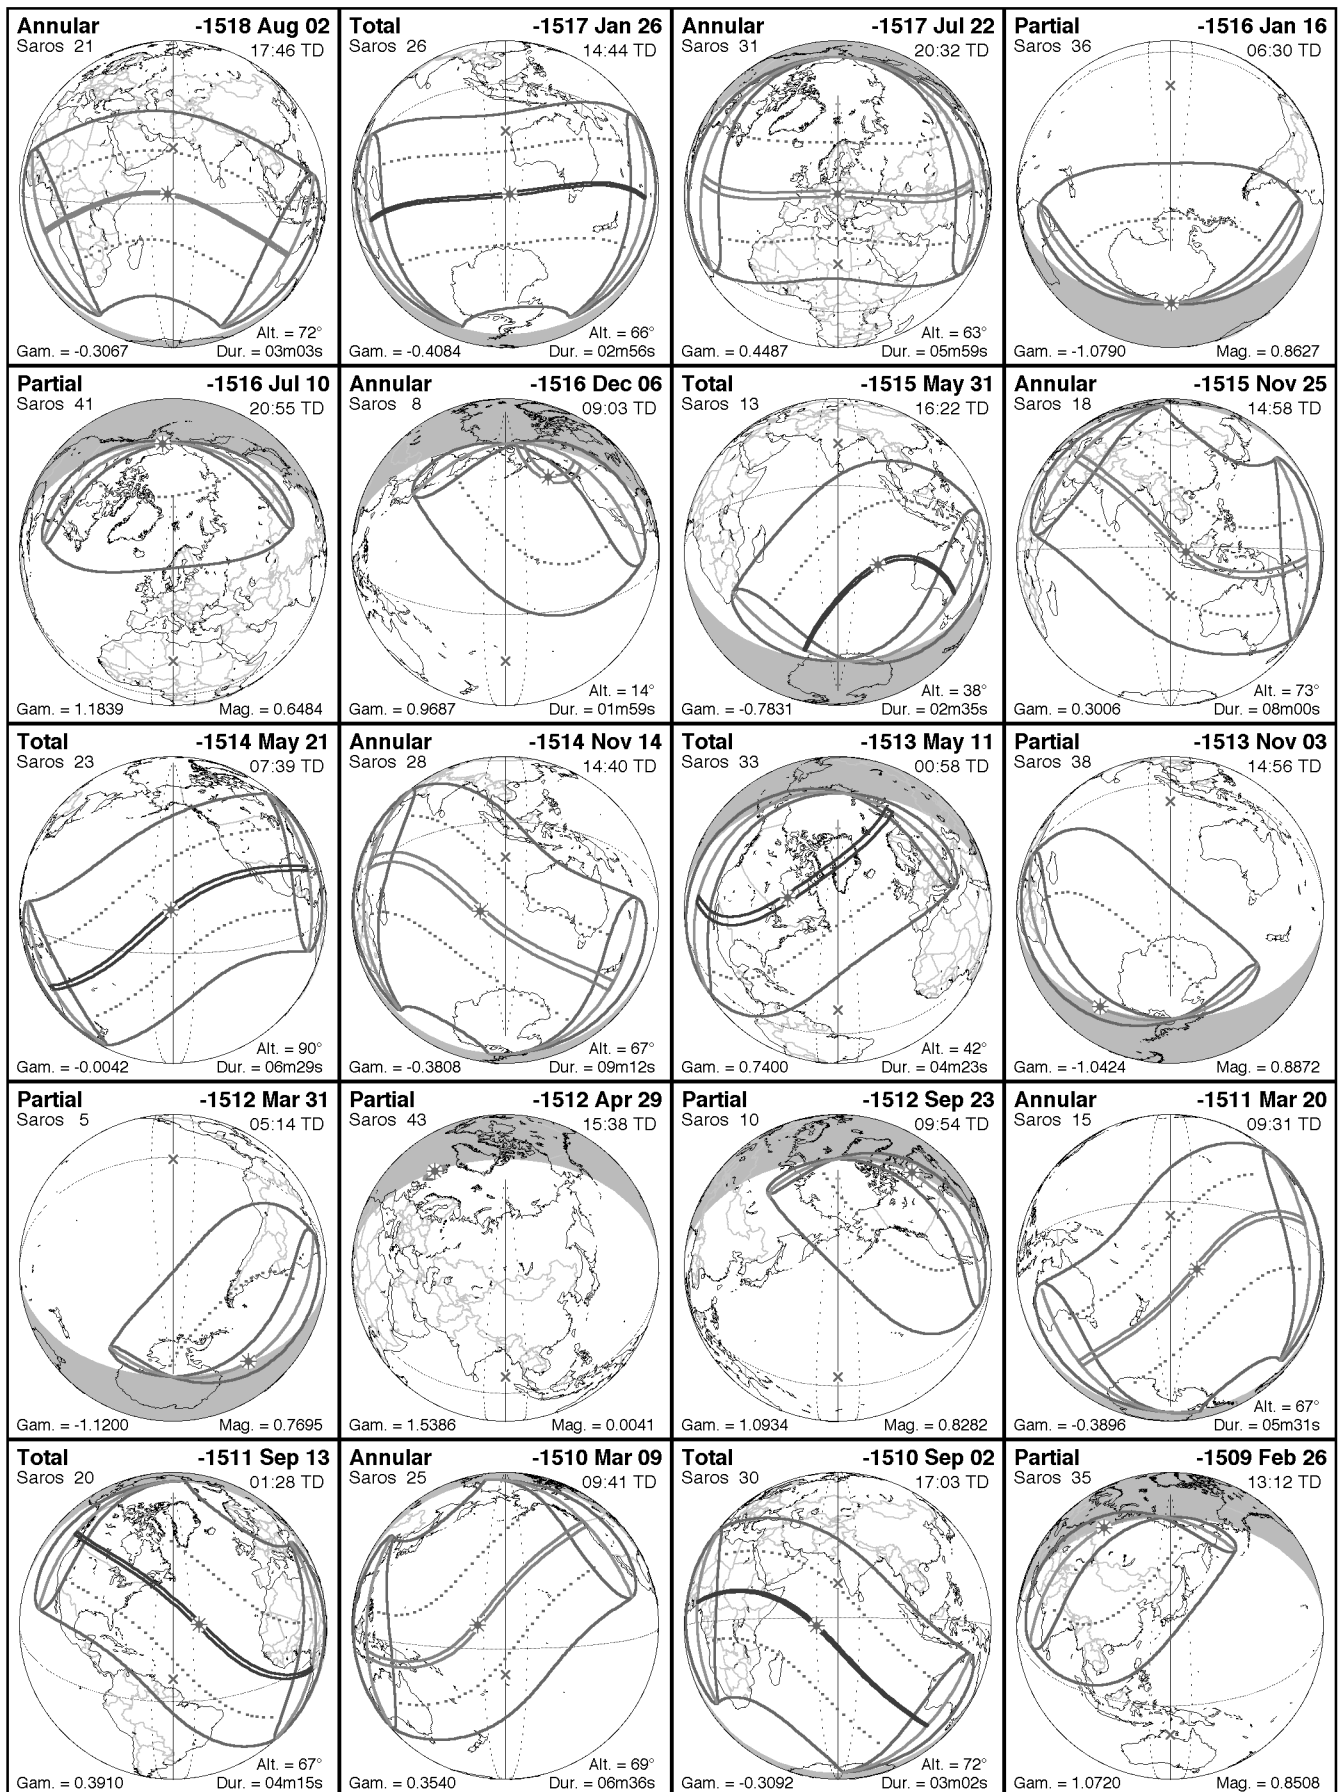 Annular -1518 Aug 02
Saros 21 17:46 TD
Alt. = 72°
Gam. = -0.3067 Dur. = 03m03s
Total -1517 Jan 26
Saros 26 14:44 TD
Alt. = 66°
Gam. = -0.4084 Dur. = 02m56s
Annular -1517 Jul 22
Saros 31 20:32 TD
Alt. = 63°
Gam. = 0.4487 Dur. = 05m59s
Partial -1516 Jan 16
Saros 36 06:30 TD
Gam. = -1.0790 Mag. = 0.8627
Partial -1516 Jul 10
Saros 41 20:55 TD
Gam. = 1.1839 Mag. = 0.6484
Annular -1516 Dec 06
Saros 8 09:03 TD
Alt. = 14°
Gam. = 0.9687 Dur. = 01m59s
Total -1515 May 31
Saros 13 16:22 TD
Alt. = 38°
Gam. = -0.7831 Dur. = 02m35s
Annular -1515 Nov 25
Saros 18 14:58 TD
Alt. = 73°
Gam. = 0.3006 Dur. = 08m00s
Total -1514 May 21
Saros 23 07:39 TD
Alt. = 90°
Gam. = -0.0042 Dur. = 06m29s
Annular -1514 Nov 14
Saros 28 14:40 TD
Alt. = 67°
Gam. = -0.3808 Dur. = 09m12s
Total -1513 May 11
Saros 33 00:58 TD
Alt. = 42°
Gam. = 0.7400 Dur. = 04m23s
Partial -1513 Nov 03
Saros 38 14:56 TD
Gam. = -1.0424 Mag. = 0.8872
Partial -1512 Mar 31
Saros 5 05:14 TD
Gam. = -1.1200 Mag. = 0.7695
Partial -1512 Apr 29
Saros 43 15:38 TD
Gam. = 1.5386 Mag. = 0.0041
Partial -1512 Sep 23
Saros 10 09:54 TD
Gam. = 1.0934 Mag. = 0.8282
Annular -1511 Mar 20
Saros 15 09:31 TD
Alt. = 67°
Gam. = -0.3896 Dur. = 05m31s
Total -1511 Sep 13
Saros 20 01:28 TD
Alt. = 67°
Gam. = 0.3910 Dur. = 04m15s
Annular -1510 Mar 09
Saros 25 09:41 TD
Alt. = 69°
Gam. = 0.3540 Dur. = 06m36s
Total -1510 Sep 02
Saros 30 17:03 TD
Alt. = 72°
Gam. = -0.3092 Dur. = 03m02s
Partial -1509 Feb 26
Saros 35 13:12 TD
Gam. = 1.0720 Mag. = 0.8508